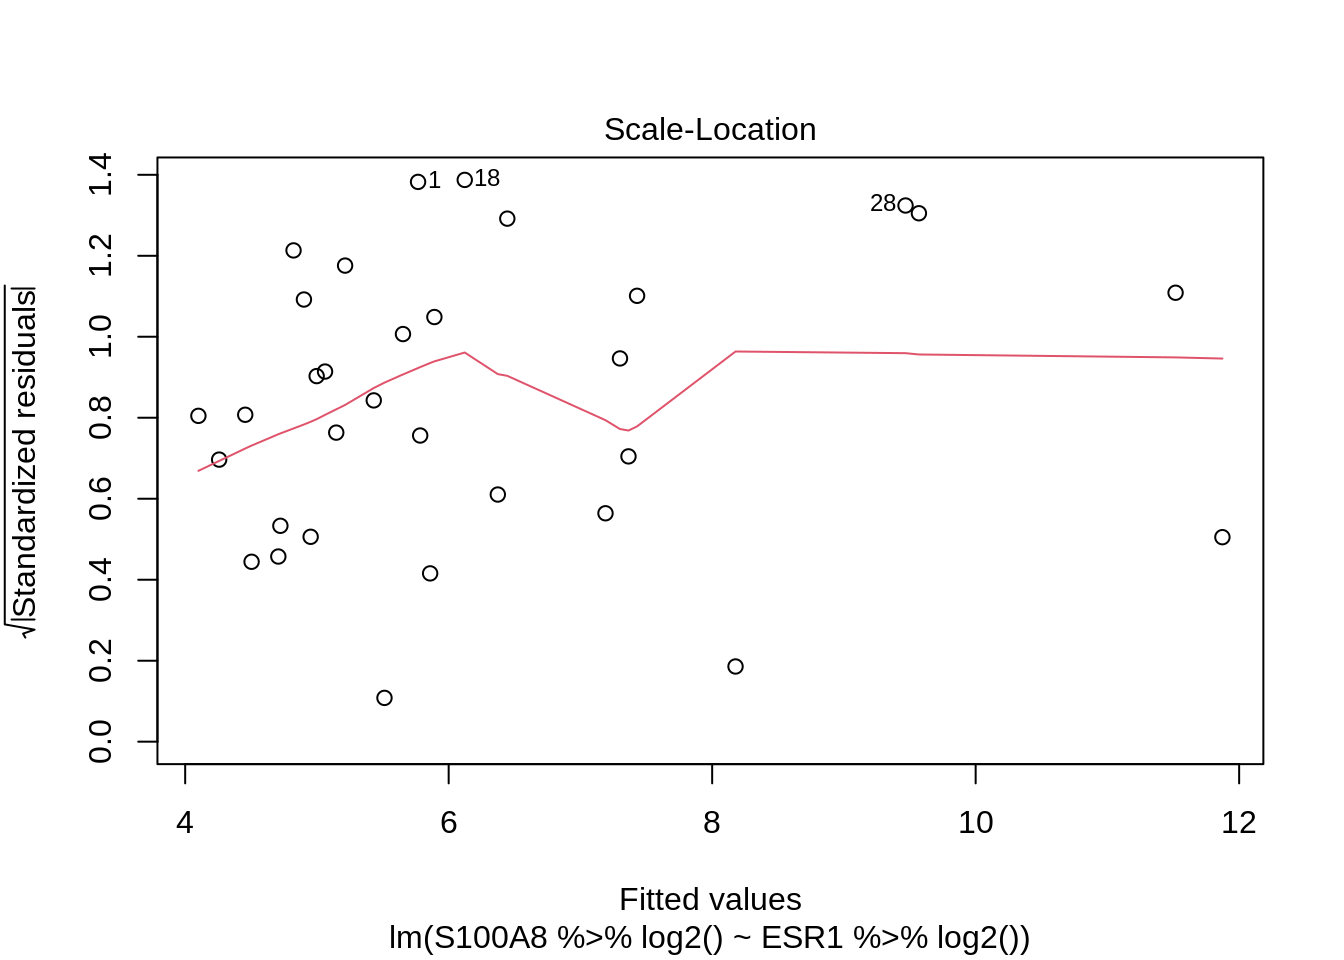 Scale-Location
√|Standardized residuals|
1.4
1.2
1.0
0.8
0.6
0.4
0.2
0.0
1
18
28
4 6 8 10 12
Fitted values
lm(S100A8 %>% log2() ~ ESR1 %>% log2())